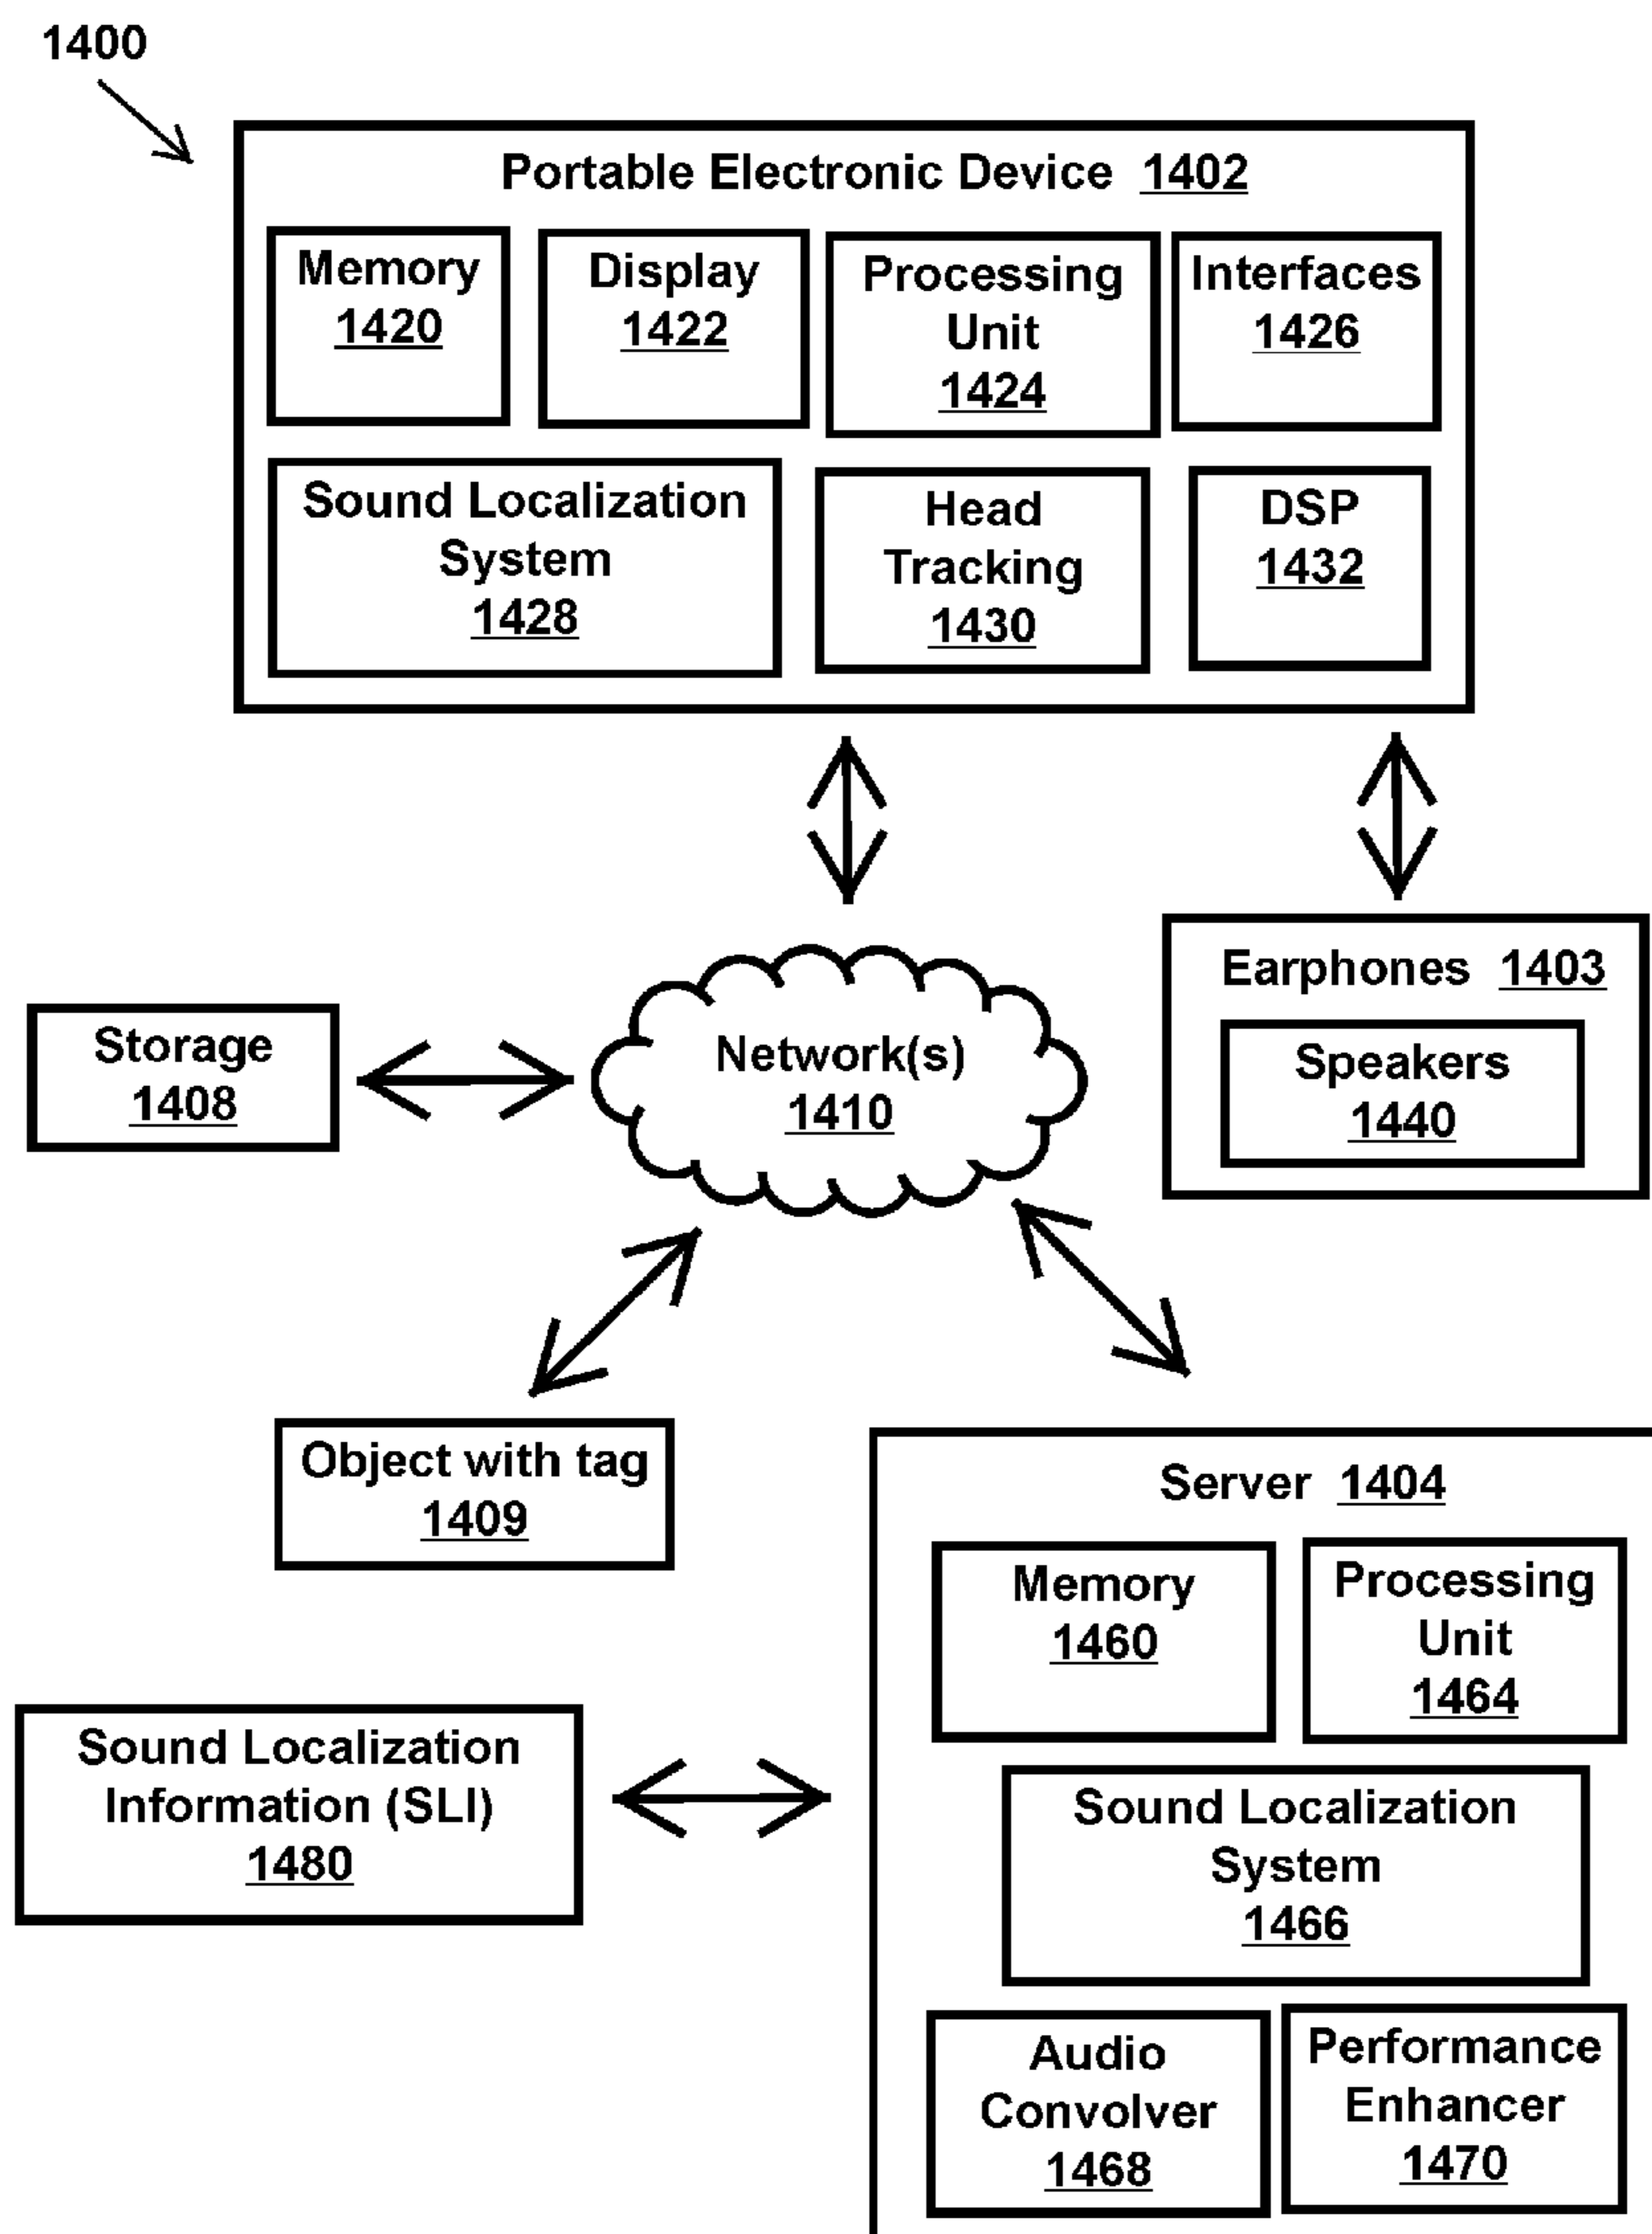 1400
Portable Electronic Device 1402
Memory
1420
Display
1422
Processing
Unit
1424
Interfaces
1426
Sound Localization
System
1428
Head
Tracking
1430
DSP
1432
Earphones 1403
Speakers
1440
Storage
1408
Network(s)
1410
Object with tag
1409
Server 1404
Memory
1460
Processing
Unit
1464
Sound Localization
Information (SLI)
1480
Sound Localization
System
1466
Audio
Convolver
1468
Performance
Enhancer
1470